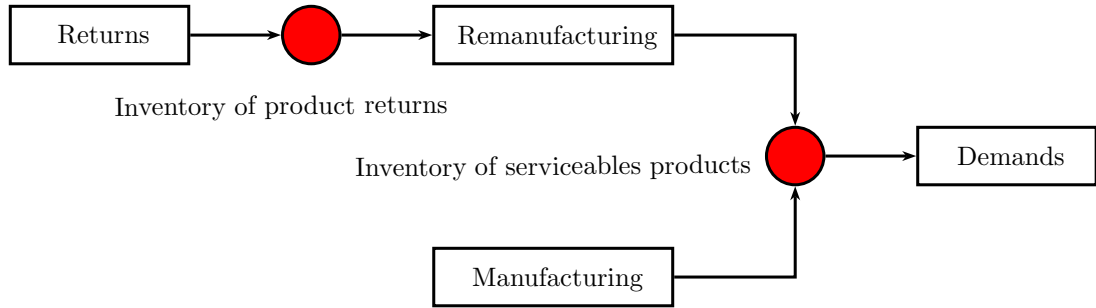 Returns
Remanufacturing
Inventory of product returns
Inventory of serviceables products
Demands
Manufacturing